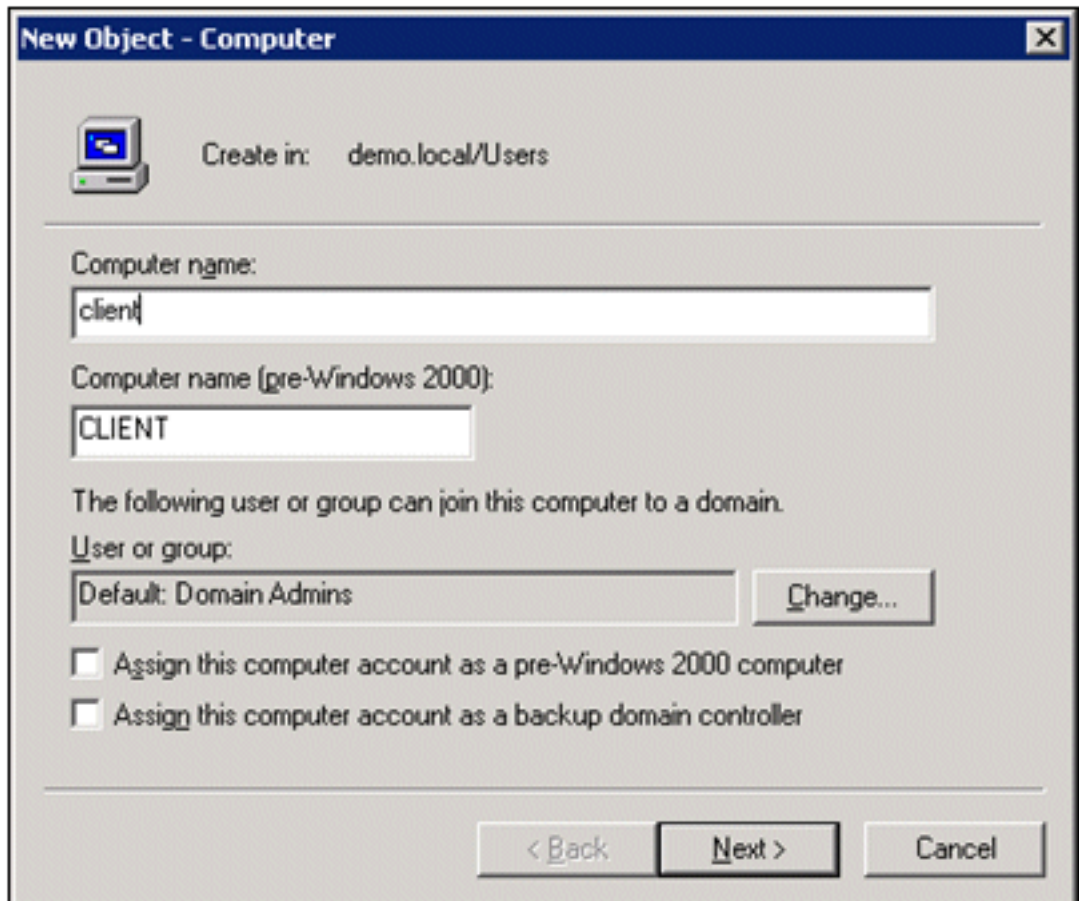 New Object - Computer
Create in: demo.local/Users
Computer name:
client
Computer name (pre-Windows 2000):
CLIENT
The following user or group can join this computer to a domain.
User or group:
Default: Domain Admins
Change...
Assign this computer account as a pre-Windows 2000 computer
Assign this computer account as a backup domain controller
< Back Next > Cancel